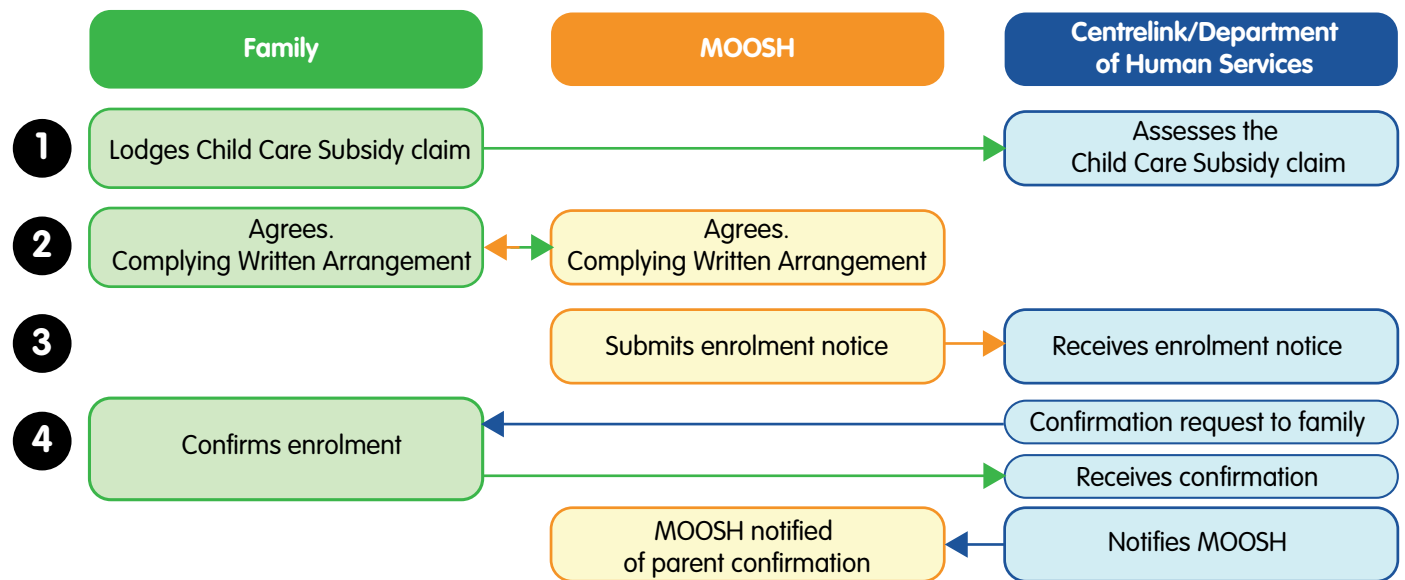 Family
MOOSH
Centrelink/Department
of Human Services
1
Lodges Child Care Subsidy claim
Assesses the
Child Care Subsidy claim
2
Agrees.
Complying Written Arrangement
Agrees.
Complying Written Arrangement
3
Submits enrolment notice
Receives enrolment notice
4
Confirms enrolment
Confirmation request to family
Receives confirmation
MOOSH notified
of parent confirmation
Notifies MOOSH